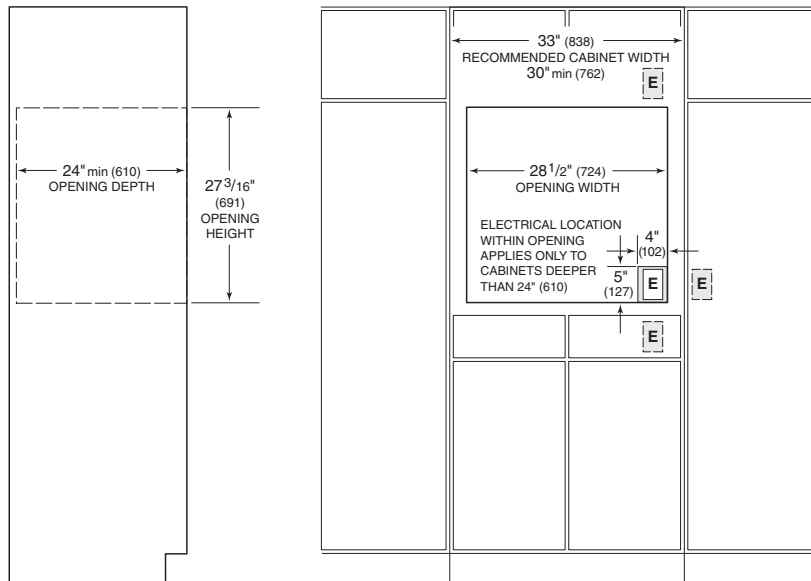 24" min (610)
OPENING DEPTH
27 3/16"
(691)
OPENING
HEIGHT
33" (838)
RECOMMENDED CABINET WIDTH
30" min (762)
E
28 1/2" (724)
OPENING WIDTH
ELECTRICAL LOCATION
WITHIN OPENING
APPLIES ONLY TO
CABINETS DEEPER
THAN 24" (610)
4"
(102)
5"
(127)
E
E
E